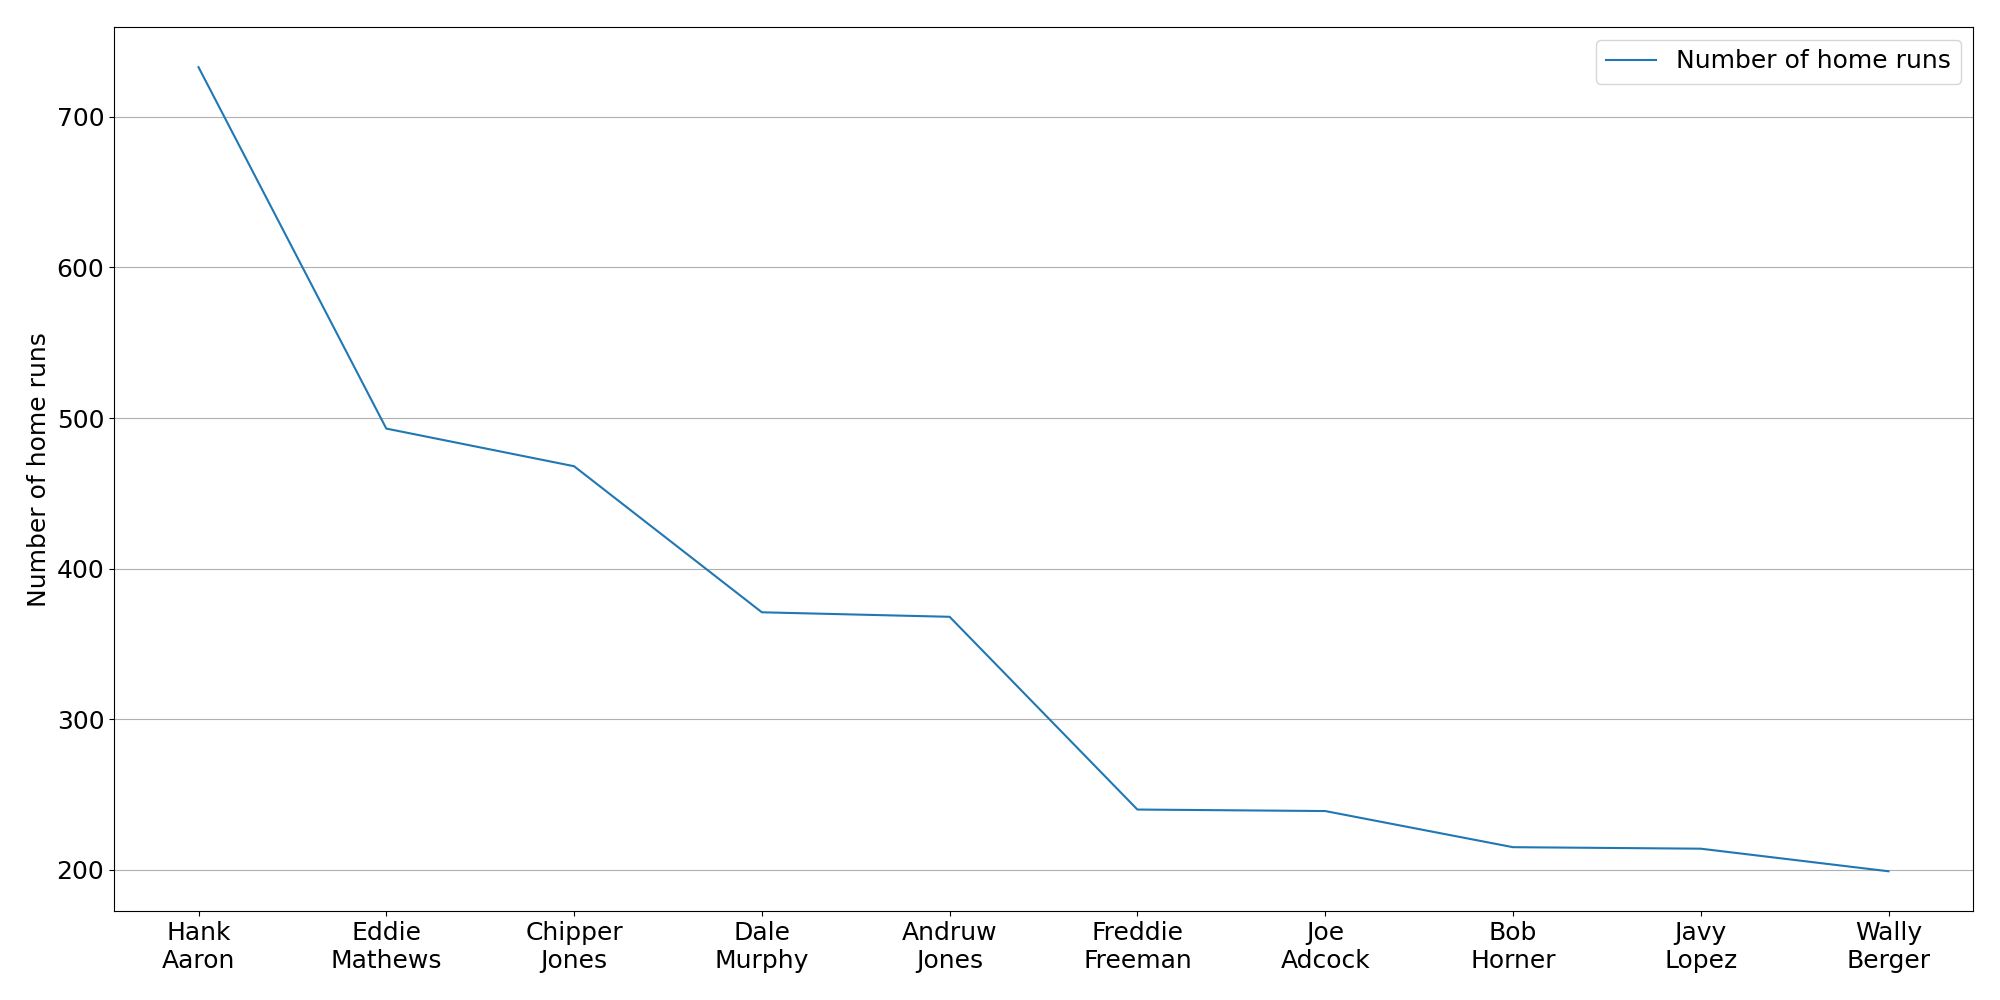 Number of home runs
700
600
500
400
300
200
Number of home runs
Hank
Aaron
Eddie
Mathews
Chipper
Jones
Dale
Murphy
Andruw
Jones
Freddie
Freeman
Joe
Adcock
Bob
Horner
Javy
Lopez
Wally
Berger